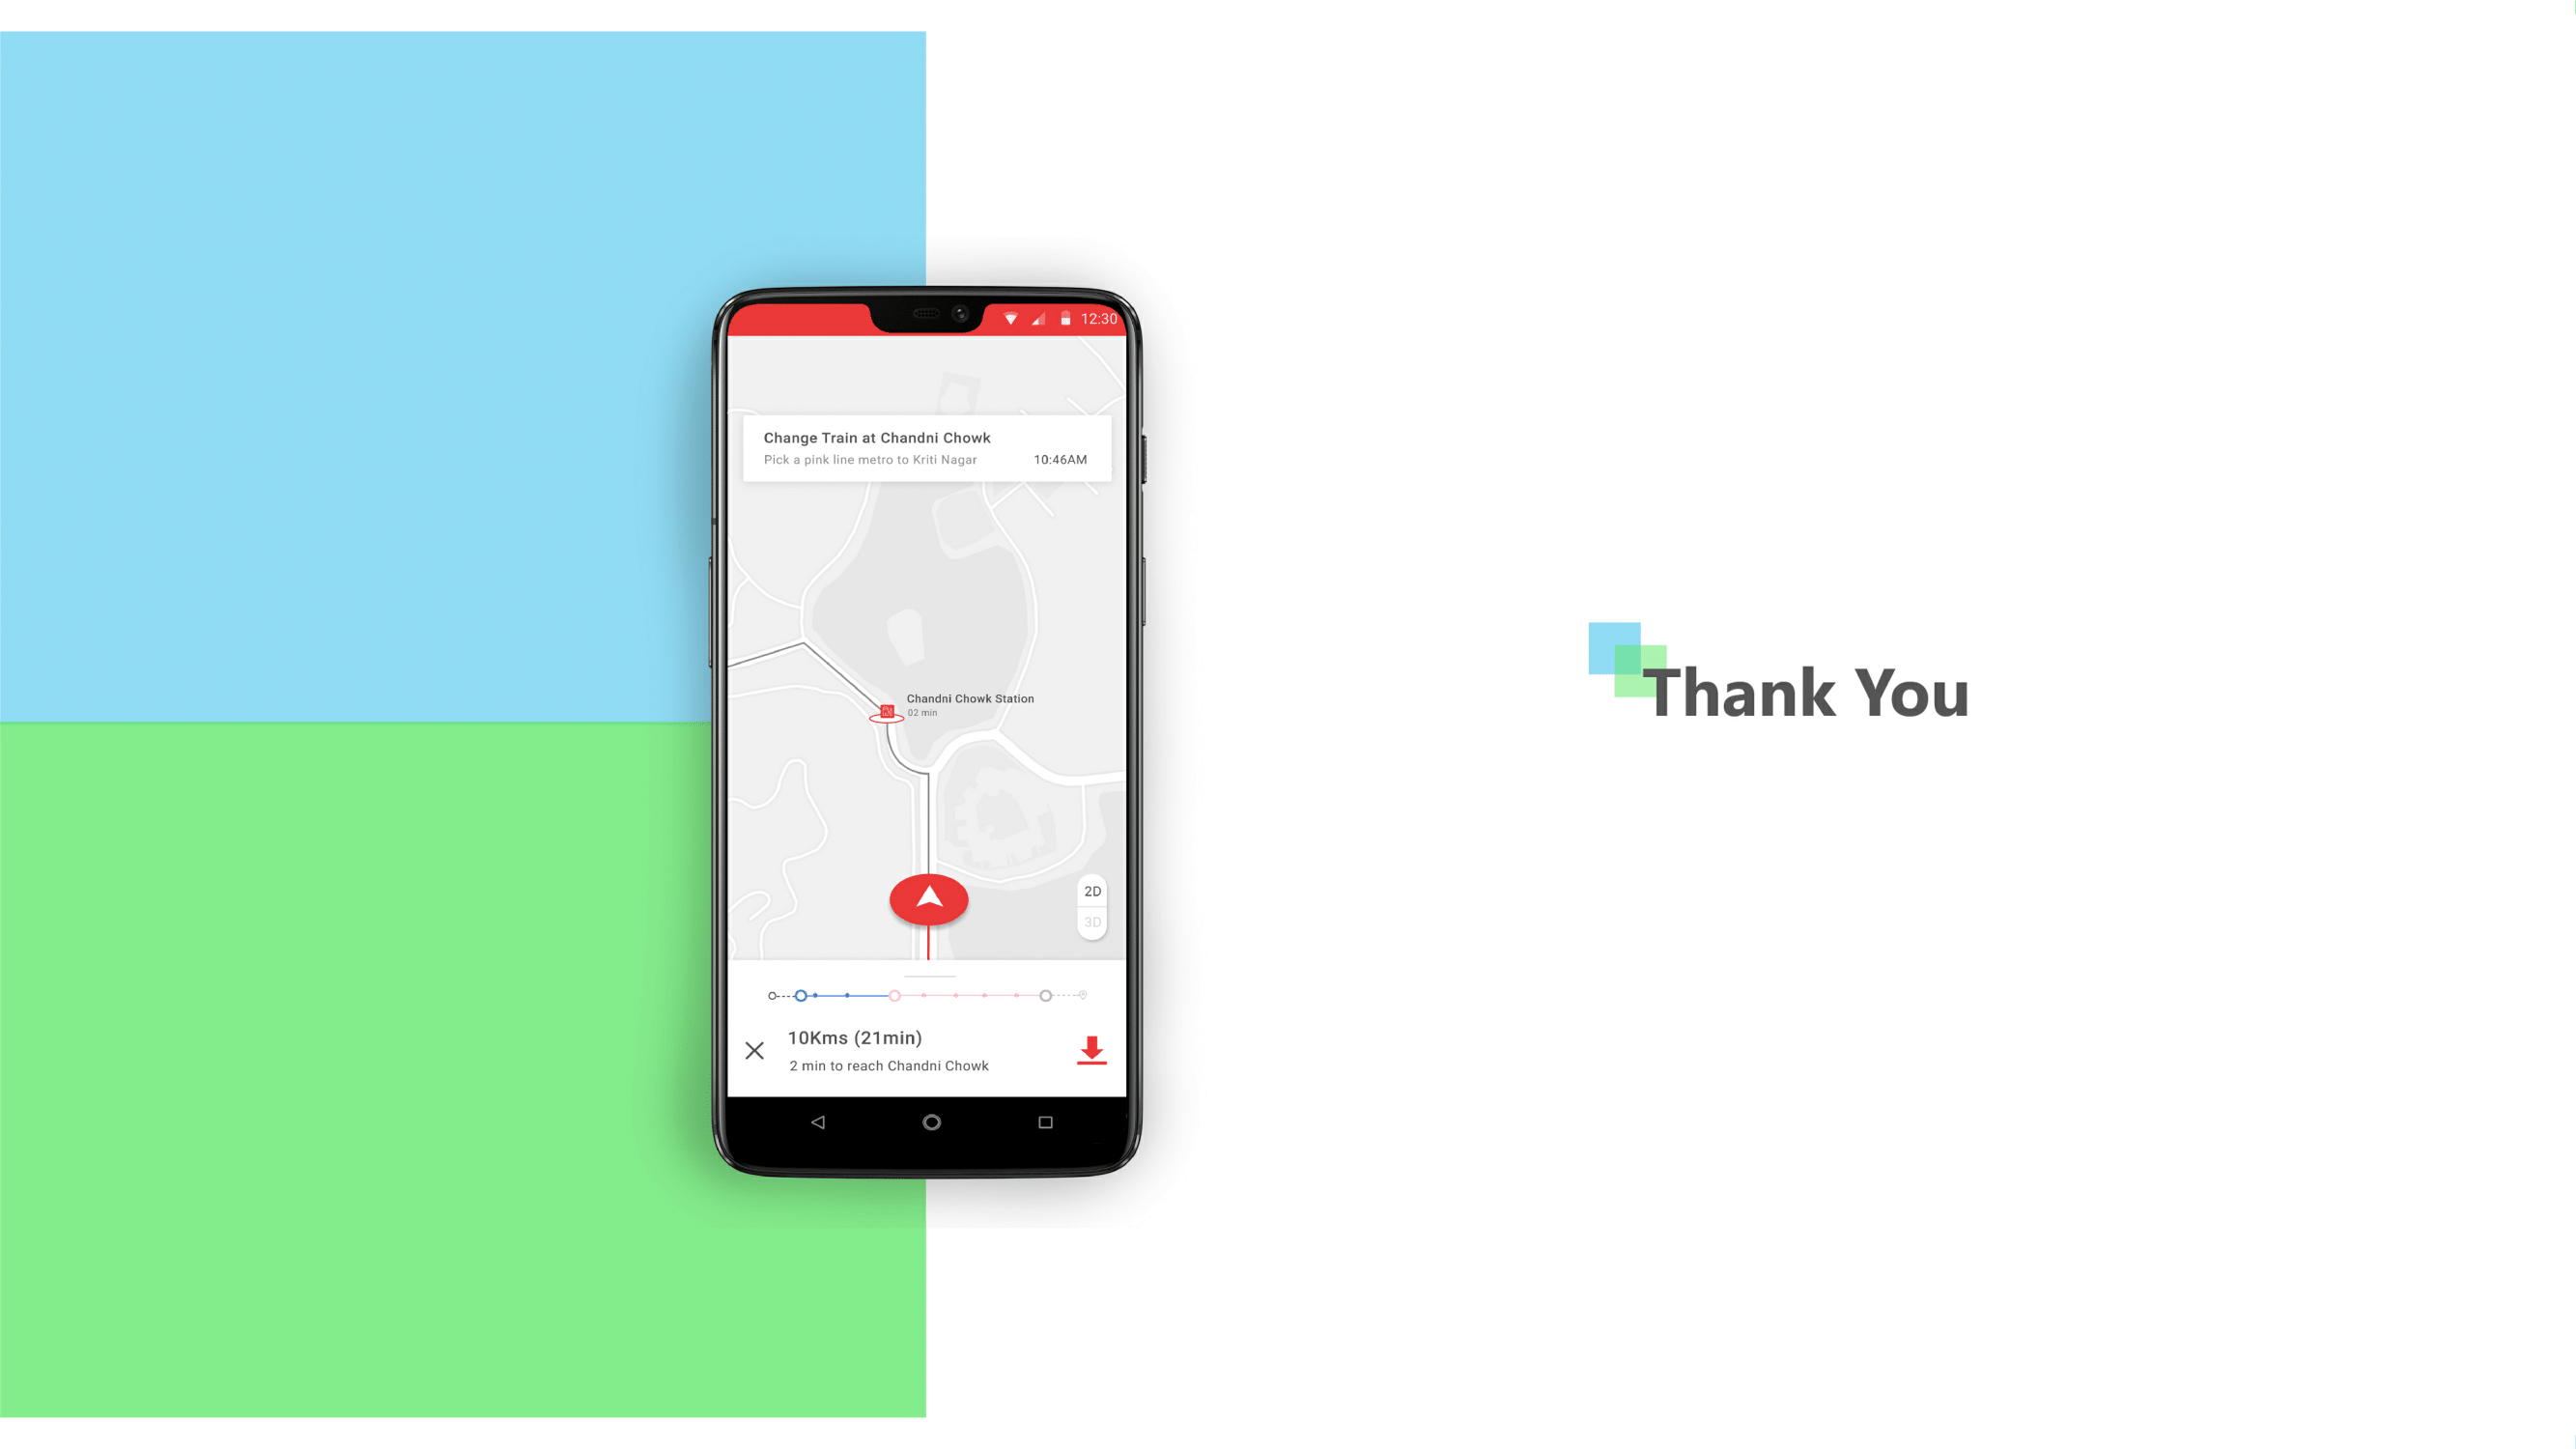 12:30
Change Train at Chandni Chowk
Pick a pink line metro to Kriti Nagar 10:46AM
Chandni Chowk Station
02 min
2D
3D
10Kms (21min)
2 min to reach Chandni Chowk
Thank You